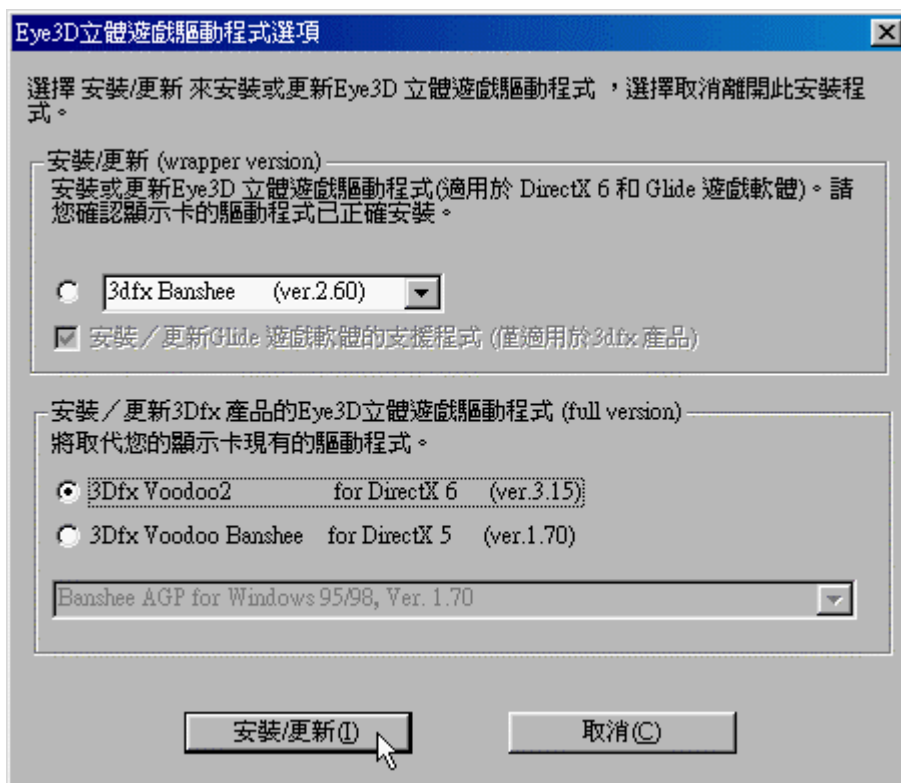 Eye3D立體遊戲驅動程式選項
選擇 安裝/更新 來安裝或更新Eye3D 立體遊戲驅動程式 ，選擇取消離開此安裝程
式。
安裝/更新 (wrapper version)
安裝或更新Eye3D 立體遊戲驅動程式(適用於 DirectX 6 和 Glide 遊戲軟體)。請
您確認顯示卡的驅動程式已正確安裝。
3dfx Banshee (ver.2.60)
安裝／更新Glide 遊戲軟體的支援程式 (僅適用於3dfx 產品)
安裝／更新3Dfx 產品的Eye3D立體遊戲驅動程式 (full version)
將取代您的顯示卡現有的驅動程式。
3Dfx Voodoo2 for DirectX 6 (ver.3.15)
3Dfx Voodoo Banshee for DirectX 5 (ver.1.70)
Banshee AGP for Windows 95/98, Ver. 1.70
安裝/更新(I) 取消(C)